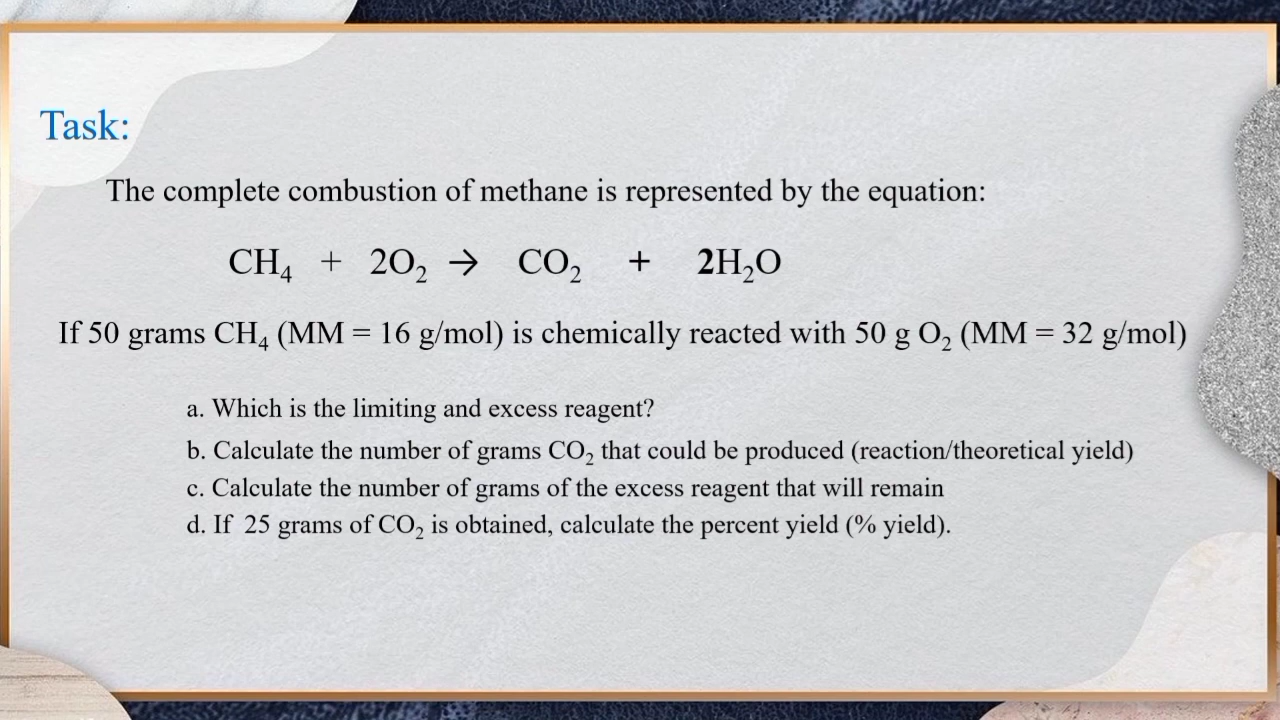 Task:
The complete combustion of methane is represented by the equation:
CH₄ + 2O₂ → CO₂ + 2H₂O
If 50 grams CH₄ (MM = 16 g/mol) is chemically reacted with 50 g O₂ (MM = 32 g/mol)
a. Which is the limiting and excess reagent?
b. Calculate the number of grams CO₂ that could be produced (reaction/theoretical yield)
c. Calculate the number of grams of the excess reagent that will remain
d. If 25 grams of CO₂ is obtained, calculate the percent yield (% yield).